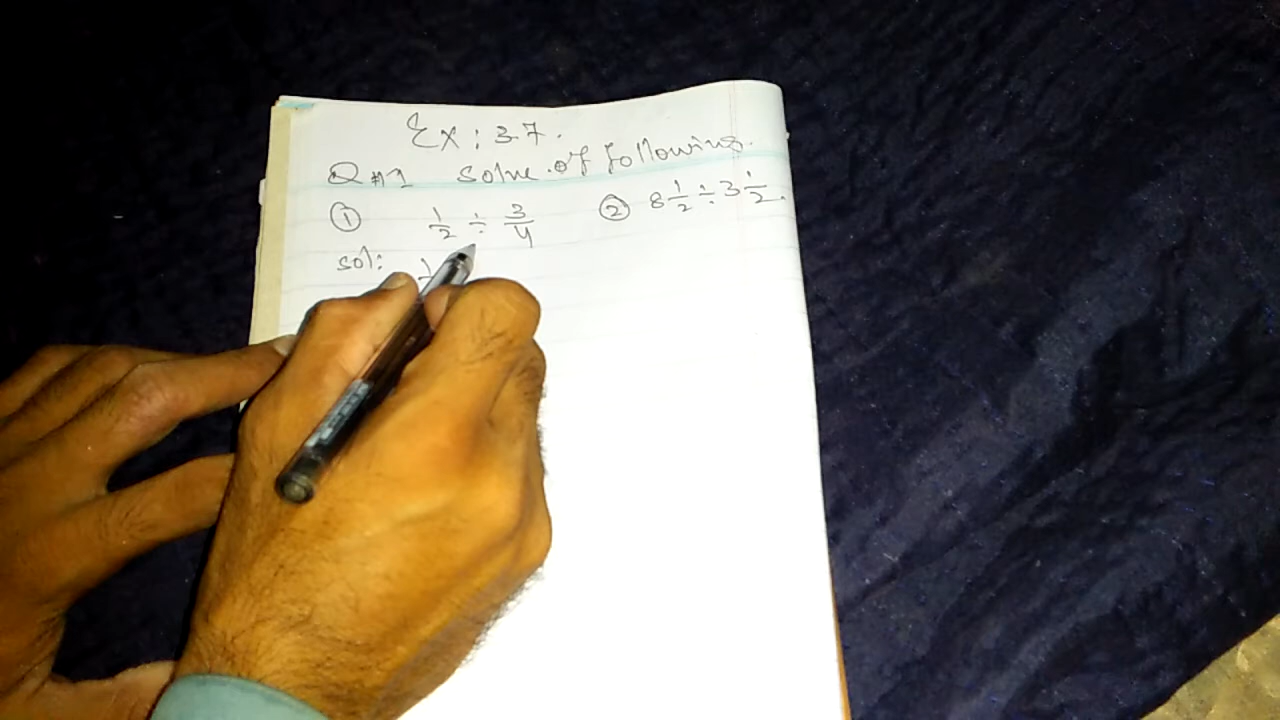 Ex: 3.7.
Q#1 Solve of following.
① 1/2 ÷ 3/4 ② 8 1/2 ÷ 3 1/2.
Sol: 1